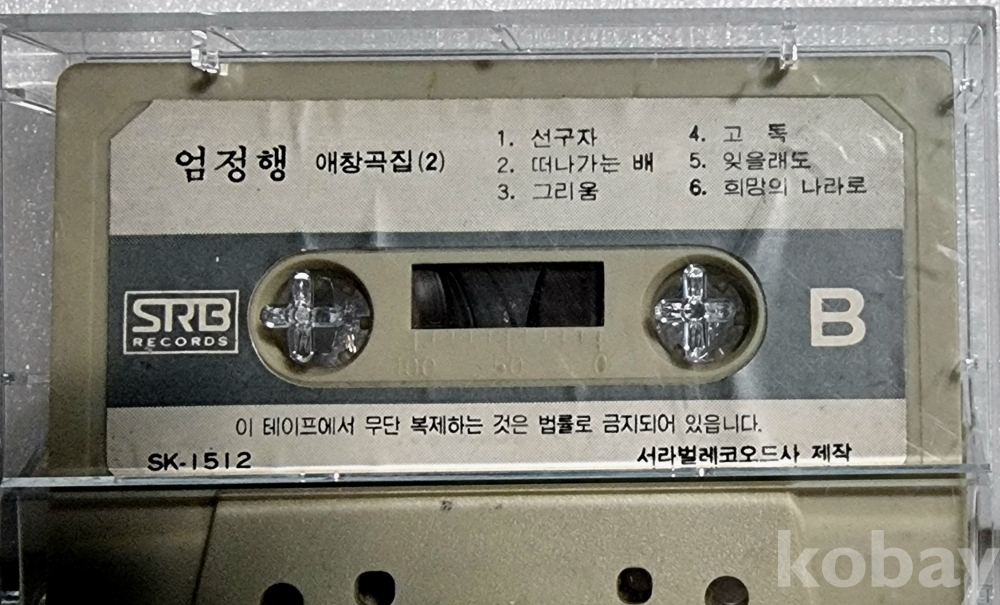 엄정행 애창곡집(2)
1. 선구자
2. 떠나가는 배
3. 그리움
4. 고 독
5. 잊을래도
6. 희망의 나라로
SRB
RECORDS
B
100 50 0
이 테이프에서 무단 복제하는 것은 법률로 금지되어 있읍니다.
SK-1512
서라벌레코오드사 제작
kobay